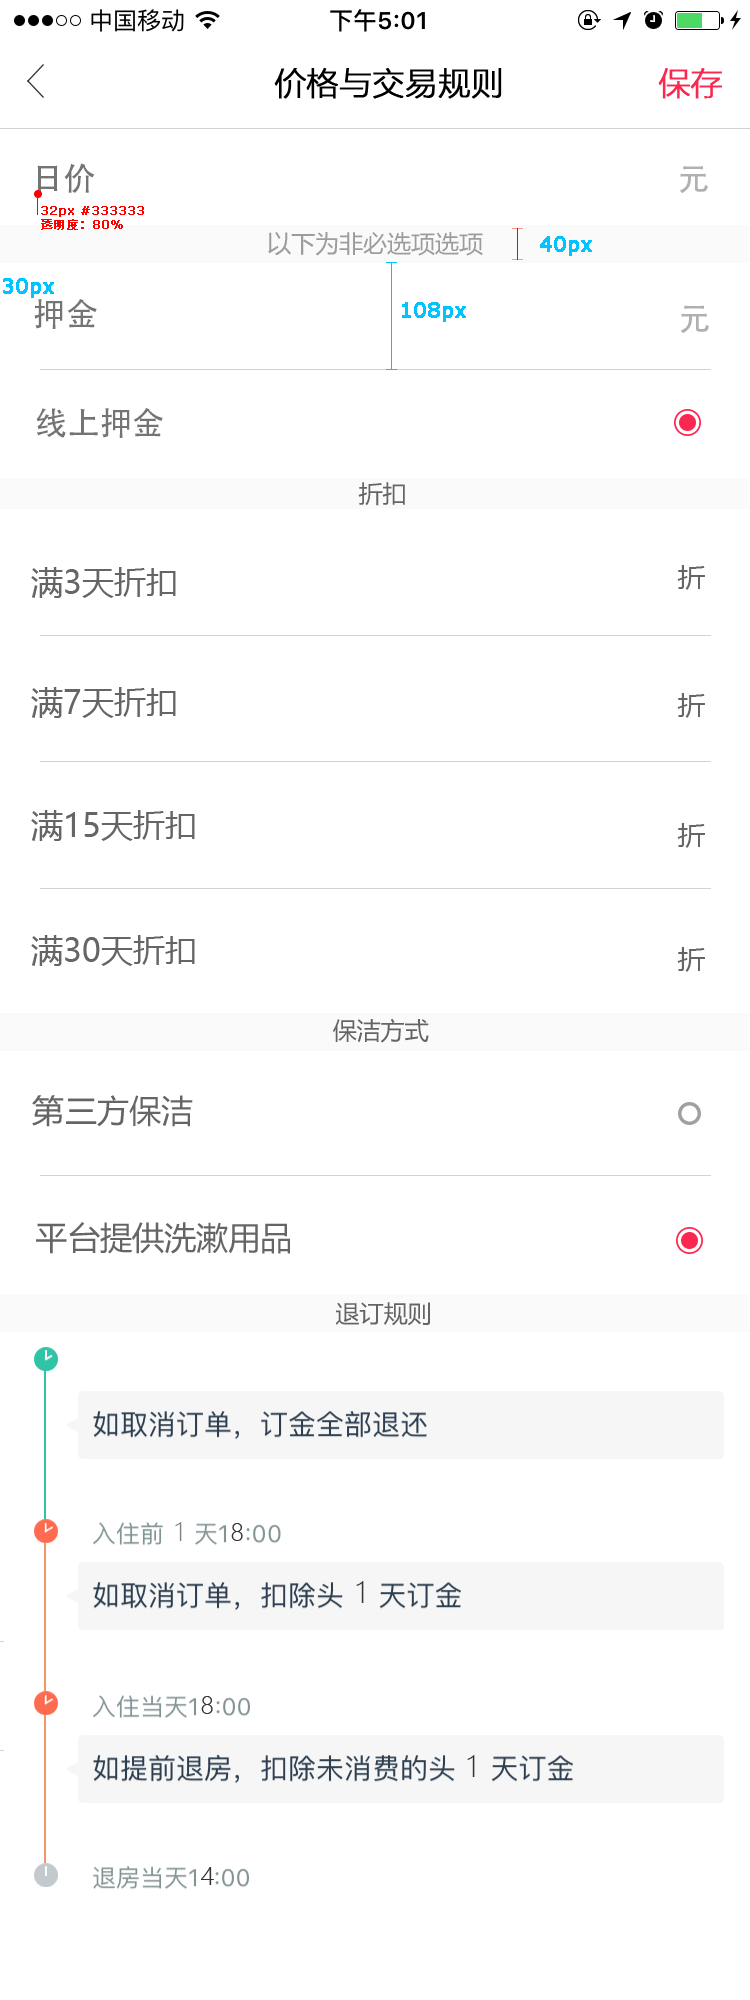 中国移动 下午5:01
价格与交易规则 保存
日价 元
32px #333333
透明度：80%
以下为非必选项选项 40px
30px
押金 108px 元
线上押金
折扣
满3天折扣 折
满7天折扣 折
满15天折扣 折
满30天折扣 折
保洁方式
第三方保洁
平台提供洗漱用品
退订规则
如取消订单，订金全部退还
入住前 1 天18:00
如取消订单，扣除头 1 天订金
入住当天18:00
如提前退房，扣除未消费的头 1 天订金
退房当天14:00